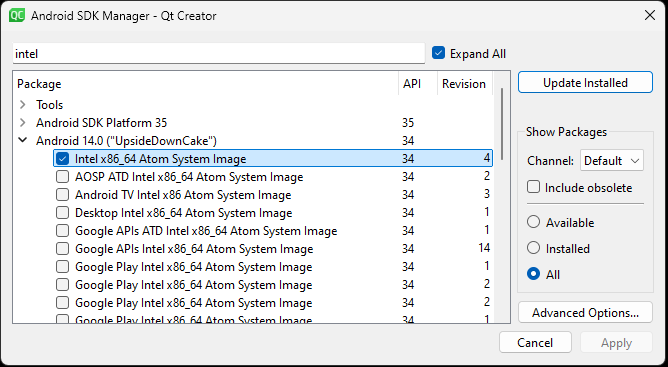 QC Android SDK Manager - Qt Creator
intel
Expand All
Package API Revision
Tools
Android SDK Platform 35 35
Android 14.0 ("UpsideDownCake") 34
Intel x86_64 Atom System Image 34 4
AOSP ATD Intel x86_64 Atom System Image 34 2
Android TV Intel x86 Atom System Image 34 3
Desktop Intel x86_64 Atom System Image 34 1
Google APIs ATD Intel x86_64 Atom System Image 34 1
Google APIs Intel x86_64 Atom System Image 34 14
Google Play Intel x86_64 Atom System Image 34 1
Google Play Intel x86_64 Atom System Image 34 2
Google Play Intel x86_64 Atom System Image 34 2
Google Play Intel x86_64 Atom System Image 34 1
Update Installed
Show Packages
Channel: Default
Include obsolete
Available
Installed
All
Advanced Options...
Cancel
Apply